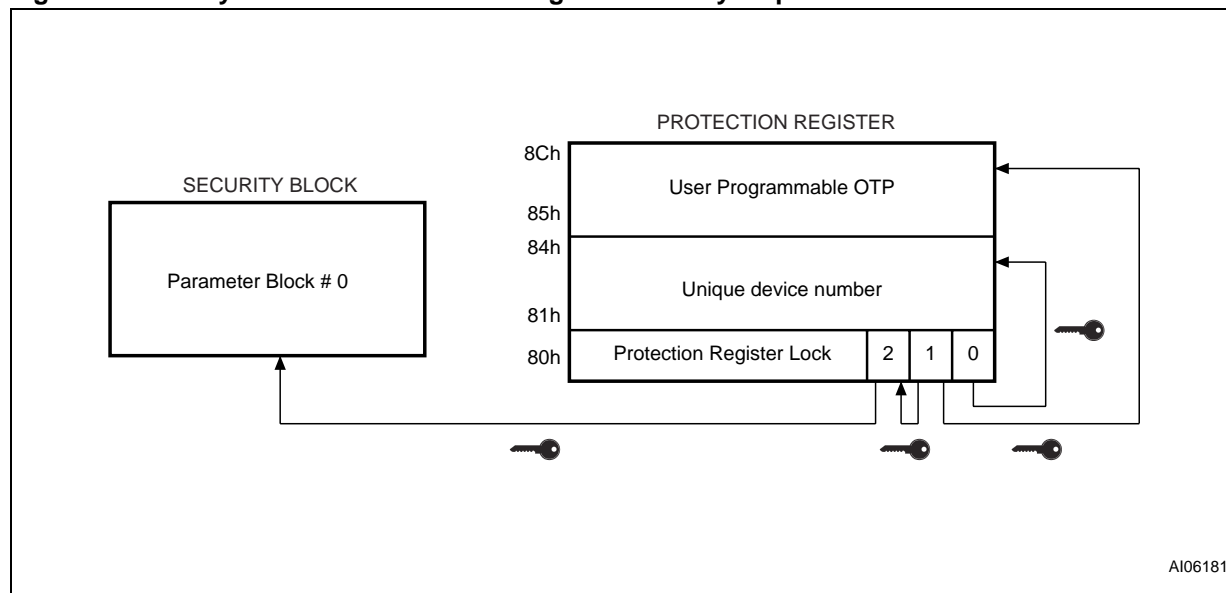 PROTECTION REGISTER
8Ch
User Programmable OTP
SECURITY BLOCK
85h
84h
Parameter Block # 0
Unique device number
81h
80h
Protection Register Lock 2 1 0
AI06181